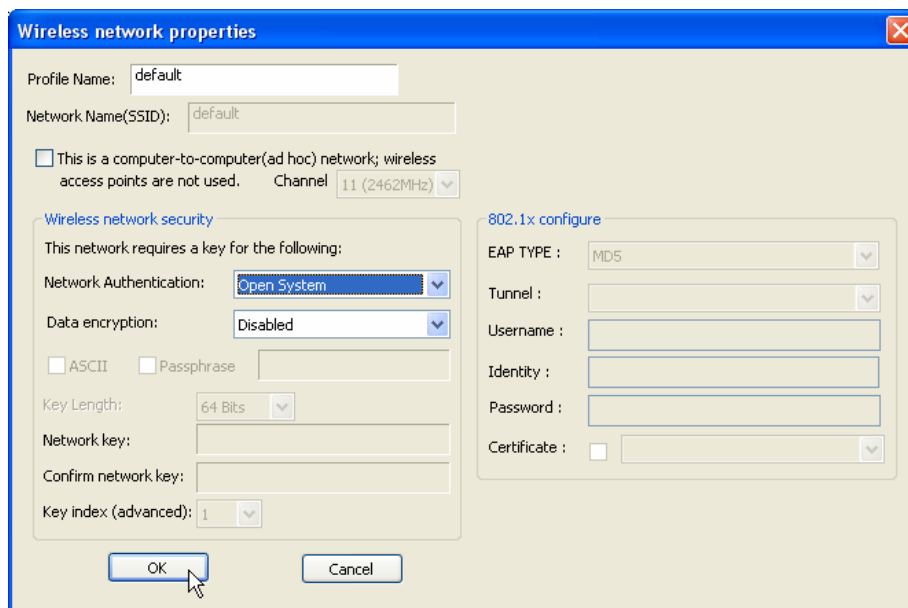 Wireless network properties
Profile Name: default
Network Name(SSID): default
This is a computer-to-computer(ad hoc) network; wireless
access points are not used. Channel 11 (2462MHz)
Wireless network security
This network requires a key for the following:
Network Authentication: Open System
Data encryption: Disabled
ASCII Passphrase
Key Length: 64 Bits
Network key:
Confirm network key:
Key index (advanced): 1
802.1x configure
EAP TYPE : MD5
Tunnel :
Username :
Identity :
Password :
Certificate :
OK Cancel